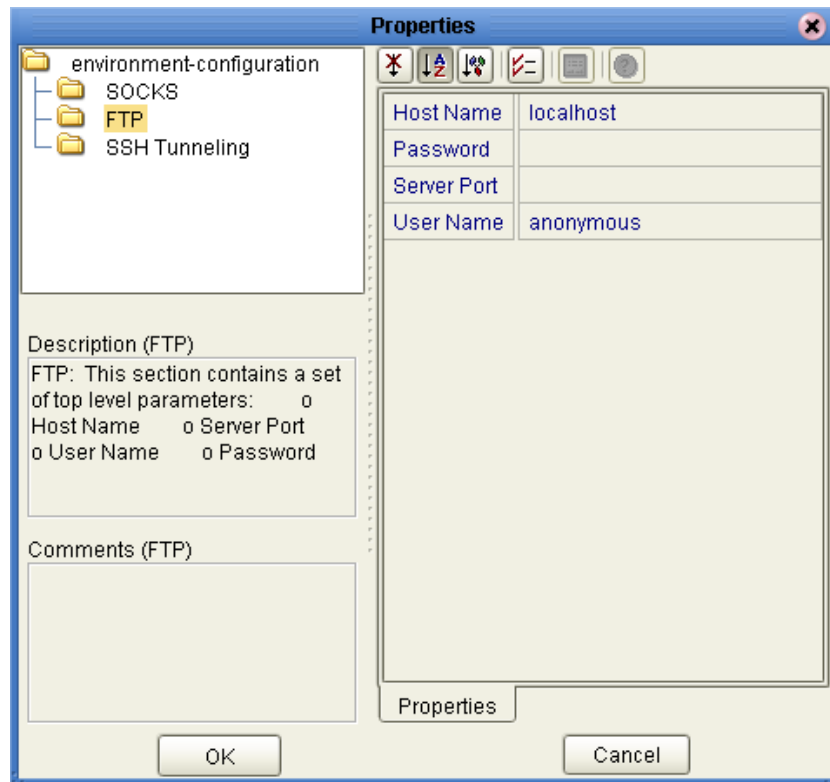 Properties
environment-configuration
SOCKS
FTP
SSH Tunneling
Description (FTP)
FTP: This section contains a set
of top level parameters: o
Host Name o Server Port
o User Name o Password
Comments (FTP)
OK
Host Name localhost
Password
Server Port
User Name anonymous
Properties
Cancel